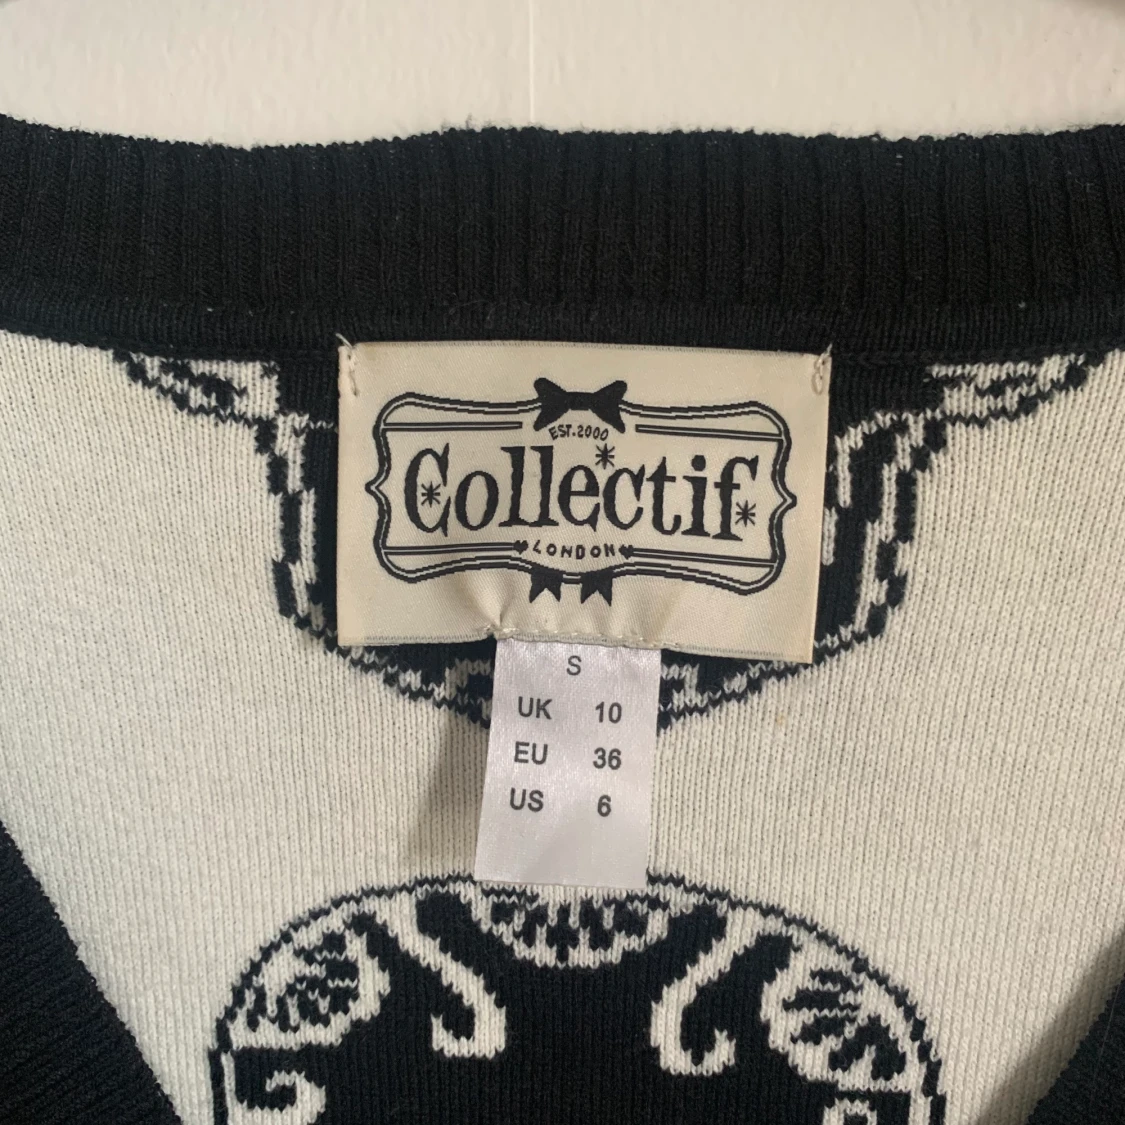 EST.2000
Collectif
LONDON
S
UK 10
EU 36
US 6